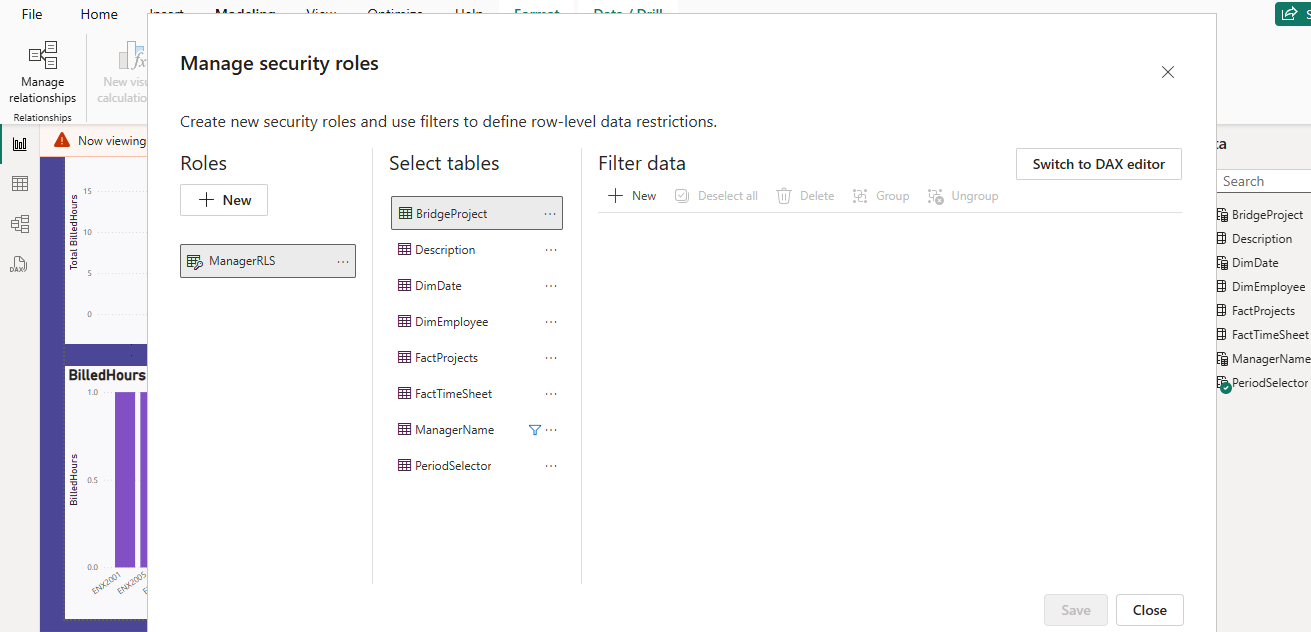 File Home Insert Modeling View Optimize Help Format Data / Drill
Manage relationships
New visu
calculatio
Relationships
Now viewing
Manage security roles
Create new security roles and use filters to define row-level data restrictions.
Roles
New
ManagerRLS
Select tables
BridgeProject
Description
DimDate
DimEmployee
FactProjects
FactTimeSheet
ManagerName
PeriodSelector
Filter data
Switch to DAX editor
New Deselect all Delete Group Ungroup
Save Close
Total BilledHours
15
10
5
0
BilledHours
BilledHours
1.0
0.5
0.0
ENX2001 ENX2005
DAX
ta
Search
BridgeProject
Description
DimDate
DimEmployee
FactProjects
FactTimeSheet
ManagerName
PeriodSelector